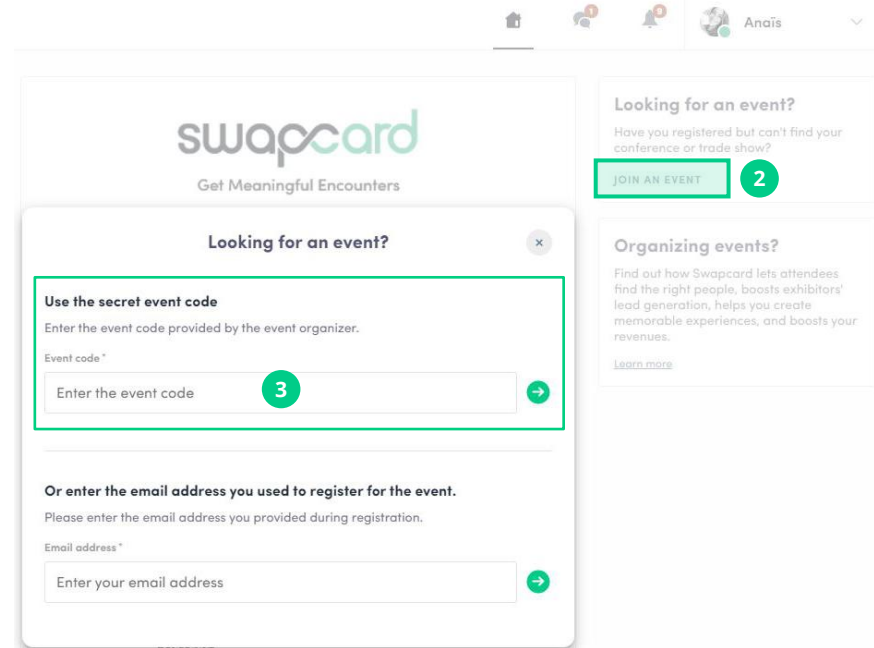 1
9
Anaïs
swapcard
Get Meaningful Encounters
Looking for an event?
Have you registered but can't find your
conference or trade show?
JOIN AN EVENT
2
Organizing events?
Find out how Swapcard lets attendees
find the right people, boosts exhibitors'
lead generation, helps you create
memorable experiences, and boosts your
revenues.
Learn more
Looking for an event?
×
Use the secret event code
Enter the event code provided by the event organizer.
Event code *
Enter the event code
3
Or enter the email address you used to register for the event.
Please enter the email address you provided during registration.
Email address *
Enter your email address